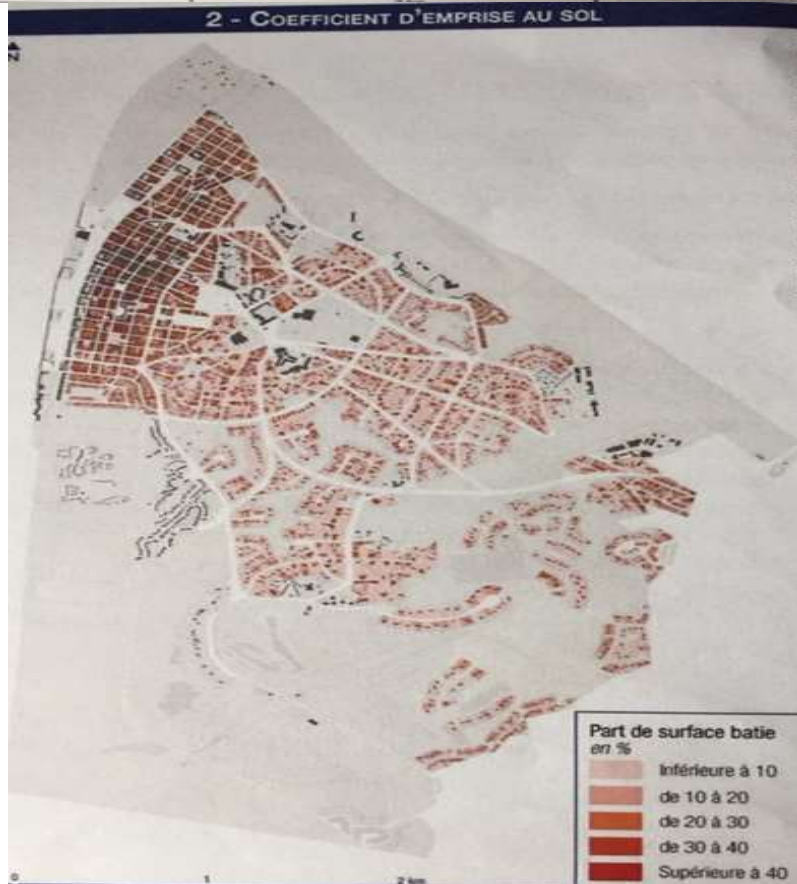 2 - COEFFICIENT D'EMPRISE AU SOL
N
Part de surface batie
en %
Inférieure à 10
de 10 à 20
de 20 à 30
de 30 à 40
Supérieure à 40
0 1 2 km